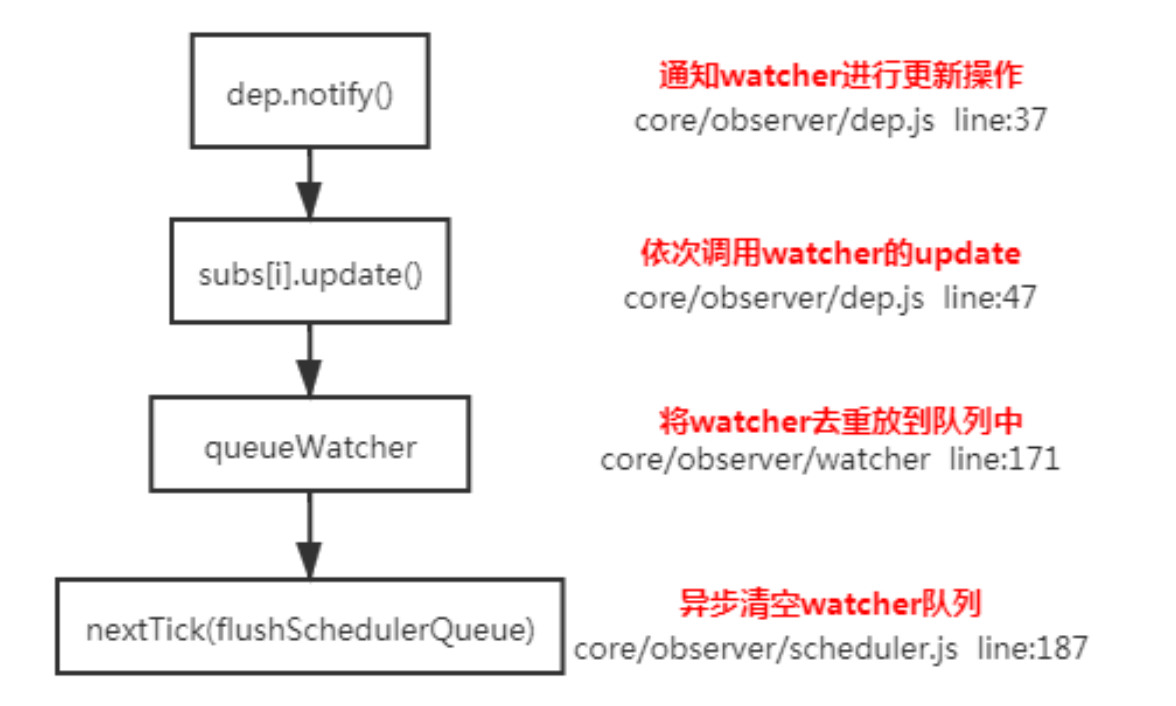 dep.notify()
通知watcher进行更新操作
core/observer/dep.js line:37
subs[i].update()
依次调用watcher的update
core/observer/dep.js line:47
queueWatcher
将watcher去重放到队列中
core/observer/watcher line:171
nextTick(flushSchedulerQueue)
异步清空watcher队列
core/observer/scheduler.js line:187